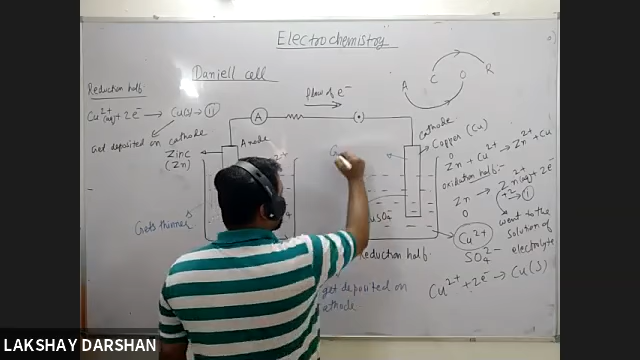 Electrochemistry
Daniell cell
Reduction half
Cu²⁺(aq) + 2e⁻ → Cu(s) → II
Get deposited on cathode
Zinc
(Zn)
Anode
A
flow of e⁻
A C O R
cathode
Copper (Cu)
Zn + Cu²⁺ → Zn²⁺ + Cu
oxidation half:-
Zn → Zn²⁺(aq) + 2e⁻
0 +2 → I
went to the
solution of
electrolyte
Gets thinner
2+
Cu²⁺
SO₄²⁻
Reduction half.
get deposited on
Cu²⁺ + 2e⁻ → Cu(s)
LAKSHAY DARSHAN